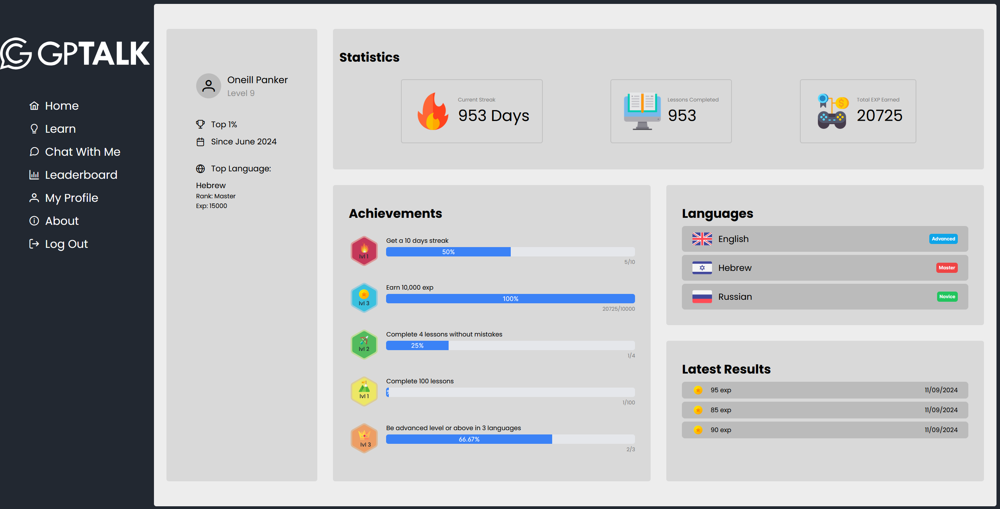 GPTALK
Home
Learn
Chat With Me
Leaderboard
My Profile
About
Log Out
Oneill Panker
Level 9
Top 1%
Since June 2024
Top Language:
Hebrew
Rank: Master
Exp: 15000
Statistics
Current Streak
953 Days
Lessons Completed
953
Total EXP Earned
20725
Achievements
lvl 1
Get a 10 days streak
50%
5/10
lvl 3
Earn 10,000 exp
100%
20725/10000
lvl 2
Complete 4 lessons without mistakes
25%
1/4
lvl 1
Complete 100 lessons
1/100
lvl 3
Be advanced level or above in 3 languages
66.67%
2/3
Languages
English
Advanced
Hebrew
Master
Russian
Novice
Latest Results
95 exp
11/09/2024
85 exp
11/09/2024
90 exp
11/09/2024